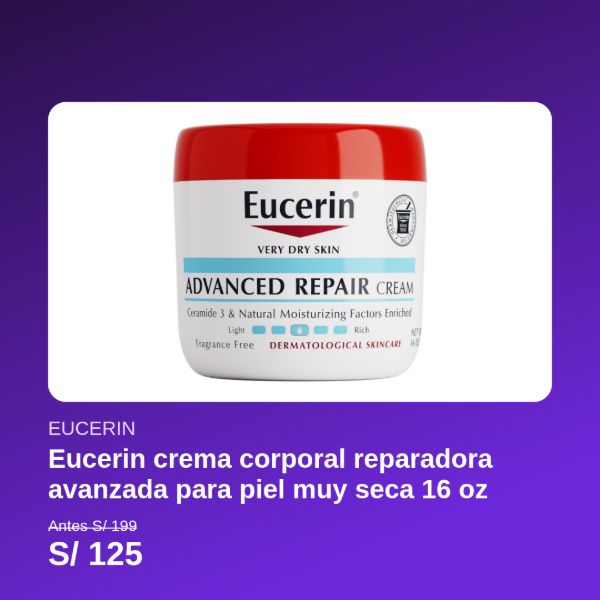 Eucerin®
VERY DRY SKIN
ADVANCED REPAIR CREAM
Ceramide 3 & Natural Moisturizing Factors Enriched
Light Rich
Fragrance Free DERMATOLOGICAL SKINCARE
EUCERIN
Eucerin crema corporal reparadora
avanzada para piel muy seca 16 oz
Antes S/ 199
S/ 125